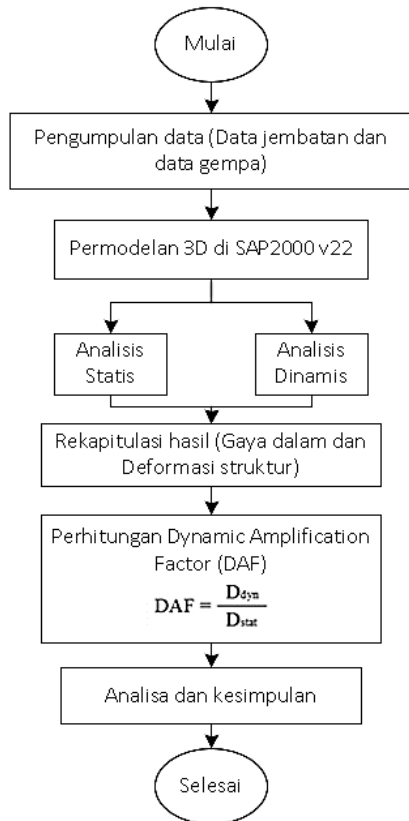 Mulai
Pengumpulan data (Data jembatan dan
data gempa)
Permodelan 3D di SAP2000 v22
Analisis
Statis
Analisis
Dinamis
Rekapitulasi hasil (Gaya dalam dan
Deformasi struktur)
Perhitungan Dynamic Amplification
Factor (DAF)
DAF = Ddyn / Dstat
Analisa dan kesimpulan
Selesai